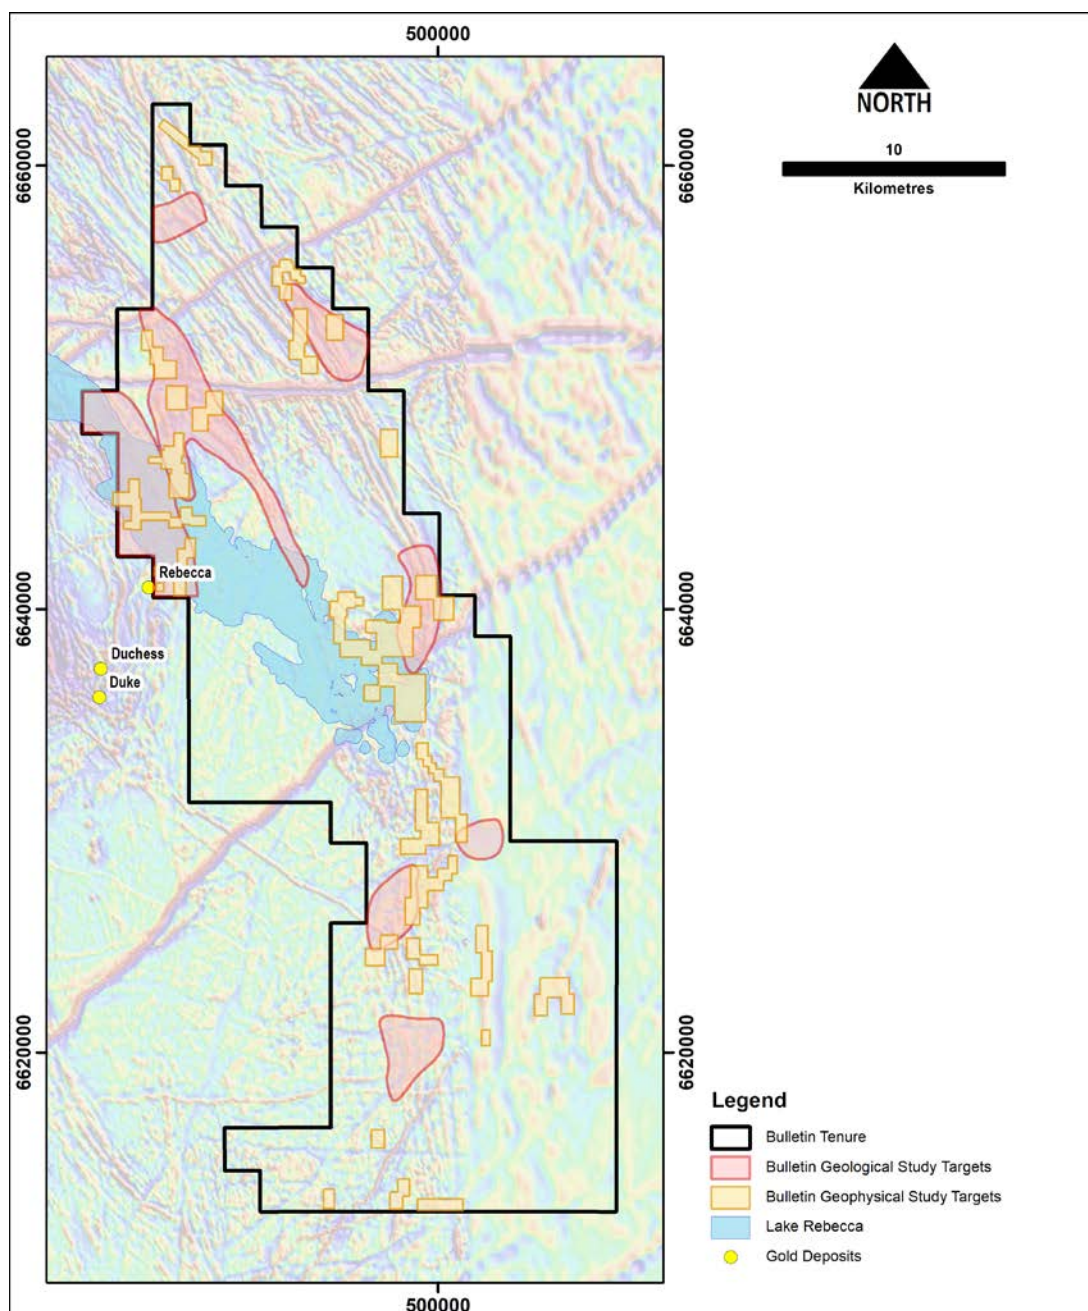 500000
NORTH
10
Kilometres
6660000
6660000
Rebecca
6640000
6640000
Duchess
Duke
6620000
6620000
Legend
Bulletin Tenure
Bulletin Geological Study Targets
Bulletin Geophysical Study Targets
Lake Rebecca
Gold Deposits
500000